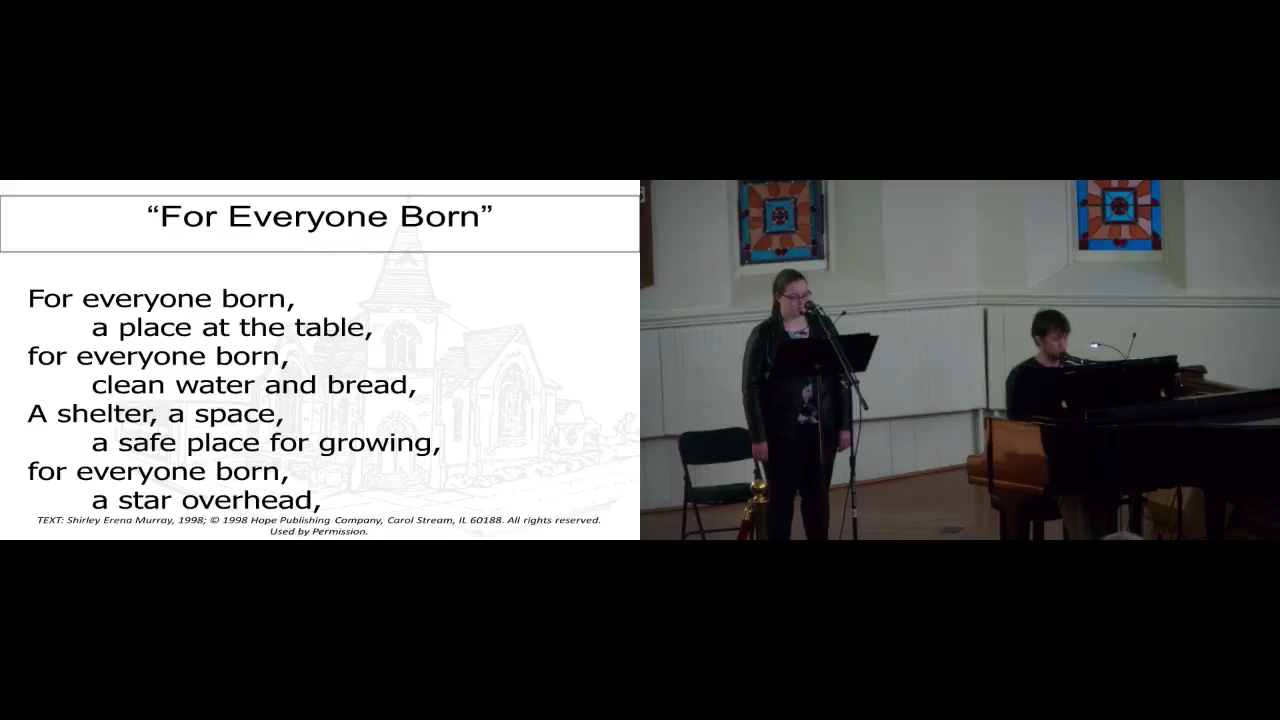 “For Everyone Born”
For everyone born,
a place at the table,
for everyone born,
clean water and bread,
A shelter, a space,
a safe place for growing,
for everyone born,
a star overhead,
TEXT: Shirley Erena Murray, 1998; © 1998 Hope Publishing Company, Carol Stream, IL 60188. All rights reserved.
Used by Permission.